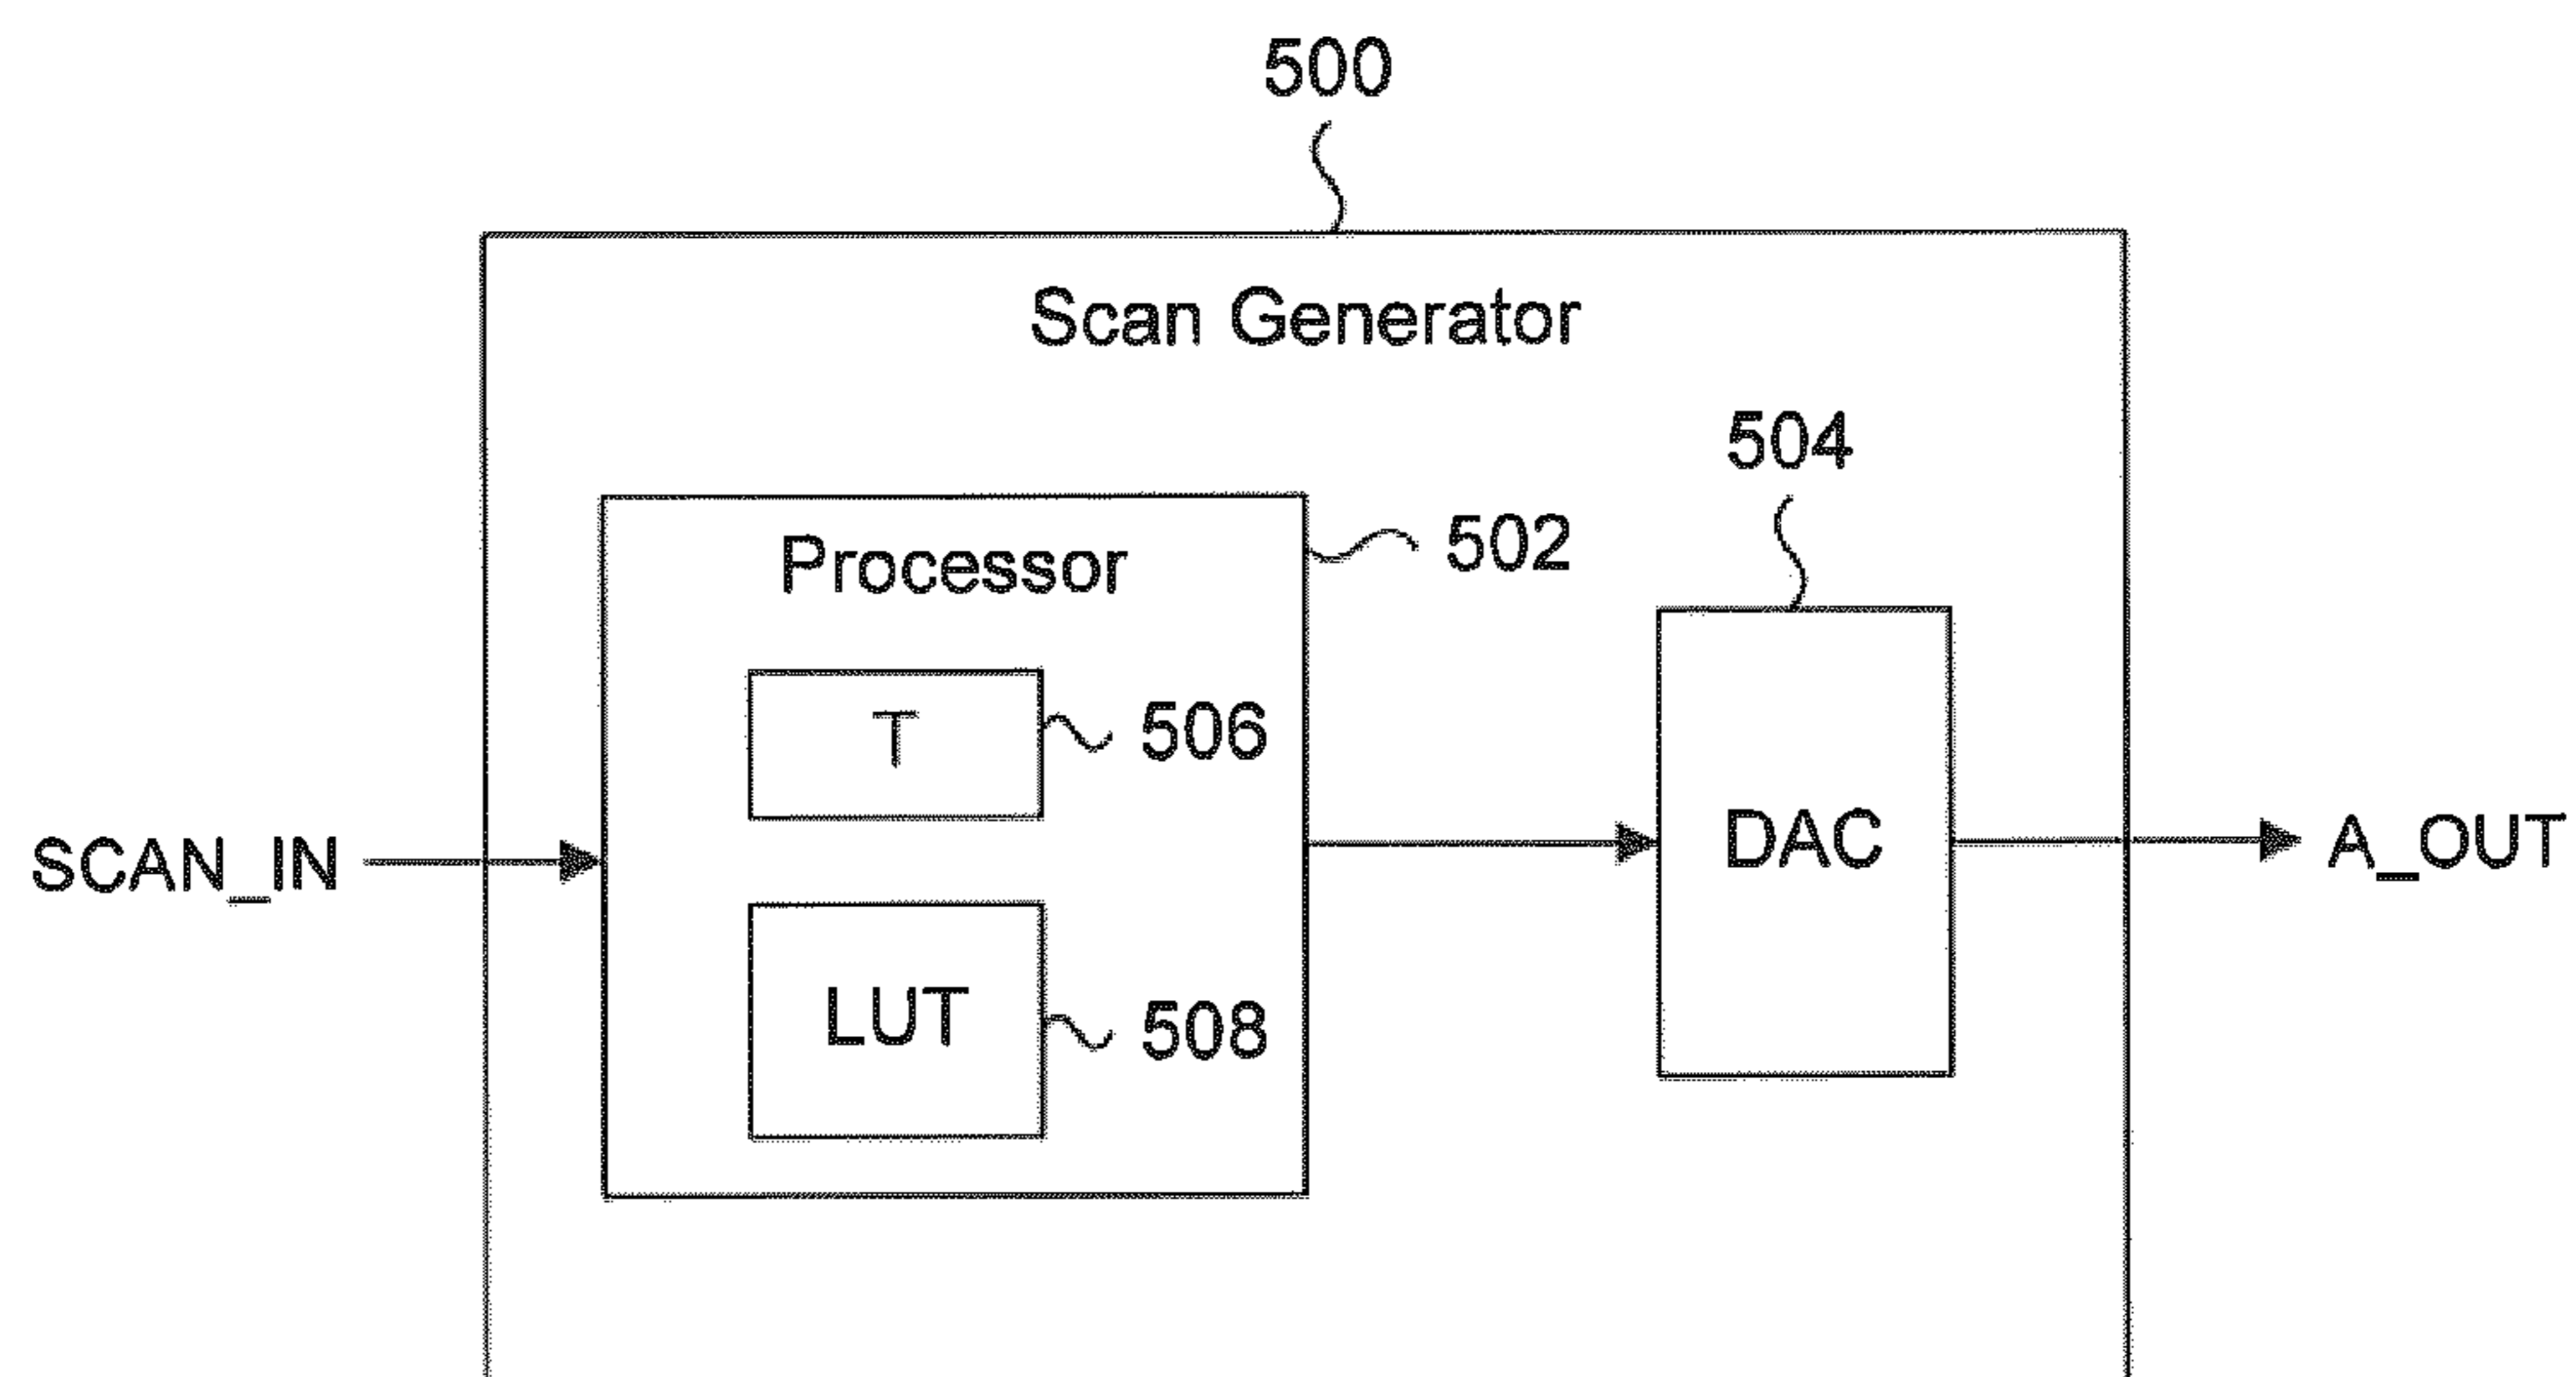 500
Scan Generator
504
Processor
502
T
506
SCAN_IN
DAC
A_OUT
LUT
508